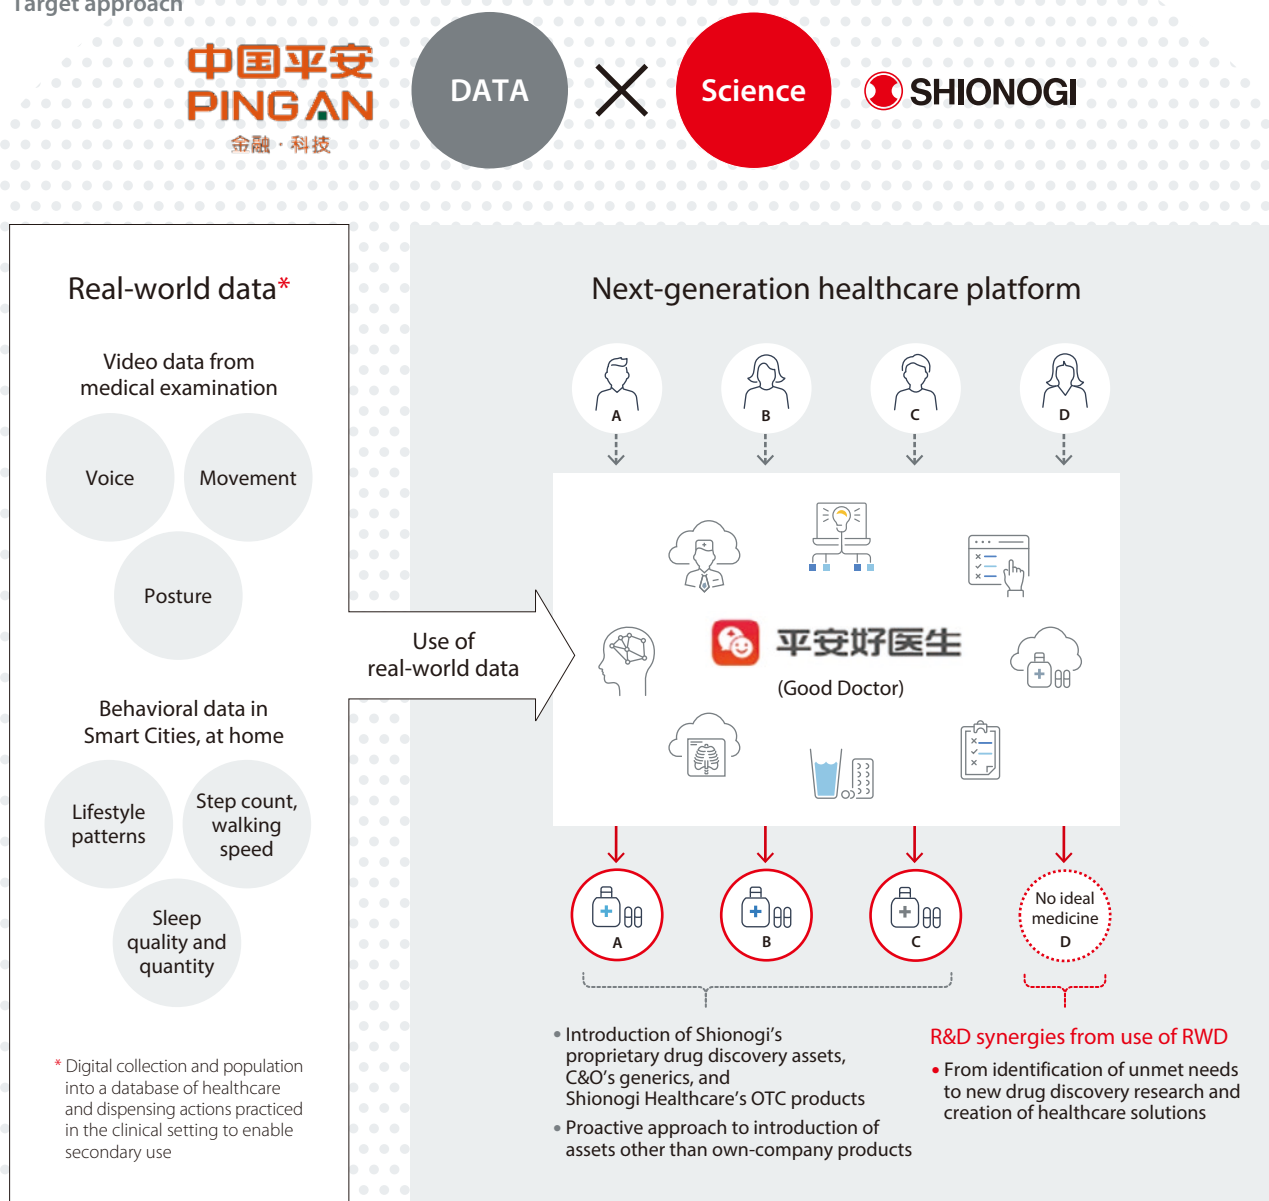 Target approach
中国平安
PING AN
金融·科技
DATA
Science
SHIONOGI
Real-world data*
Video data from
medical examination
Voice
Movement
Posture
Behavioral data in
Smart Cities, at home
Lifestyle
patterns
Step count,
walking
speed
Sleep
quality and
quantity
* Digital collection and population
into a database of healthcare
and dispensing actions practiced
in the clinical setting to enable
secondary use
Use of
real-world data
Next-generation healthcare platform
A
B
C
D
平安好医生
(Good Doctor)
A
B
C
No ideal
medicine
D
• Introduction of Shionogi's
proprietary drug discovery assets,
C&O's generics, and
Shionogi Healthcare's OTC products
• Proactive approach to introduction of
assets other than own-company products
R&D synergies from use of RWD
• From identification of unmet needs
to new drug discovery research and
creation of healthcare solutions